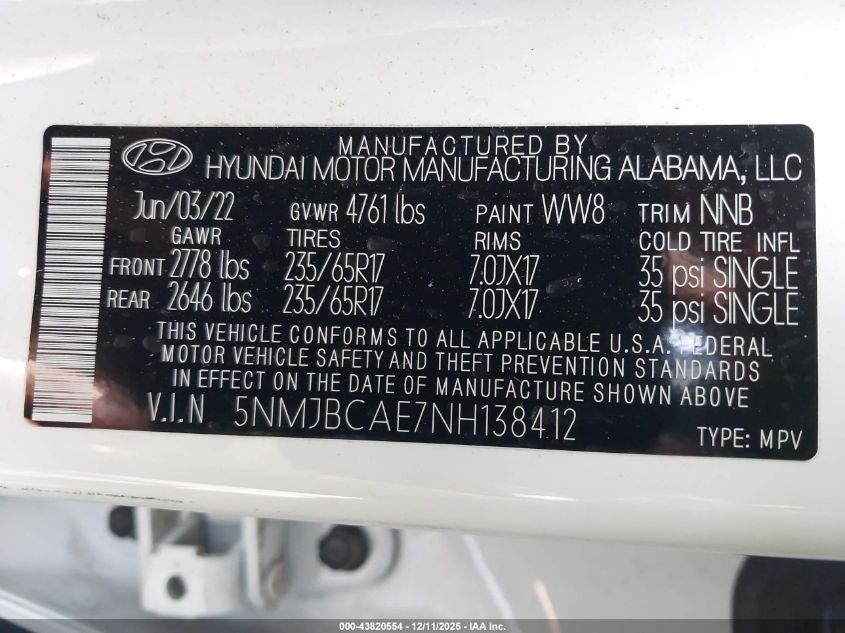 MANUFACTURED BY
HYUNDAI MOTOR MANUFACTURING ALABAMA, LLC
Jun/03/22 GVWR 4761 lbs PAINT WW8 TRIM NNB
GAWR TIRES RIMS COLD TIRE INFL
FRONT 2778 lbs 235/65R17 7.0JX17 35 psi SINGLE
REAR 2646 lbs 235/65R17 7.0JX17 35 psi SINGLE
THIS VEHICLE CONFORMS TO ALL APPLICABLE U.S.A. FEDERAL
MOTOR VEHICLE SAFETY AND THEFT PREVENTION STANDARDS
IN EFFECT ON THE DATE OF MANUFACTURE SHOWN ABOVE
V.I.N 5NMJBCAE7NH138412
TYPE: MPV
000-43820554 - 12/11/2025 - IAA Inc.